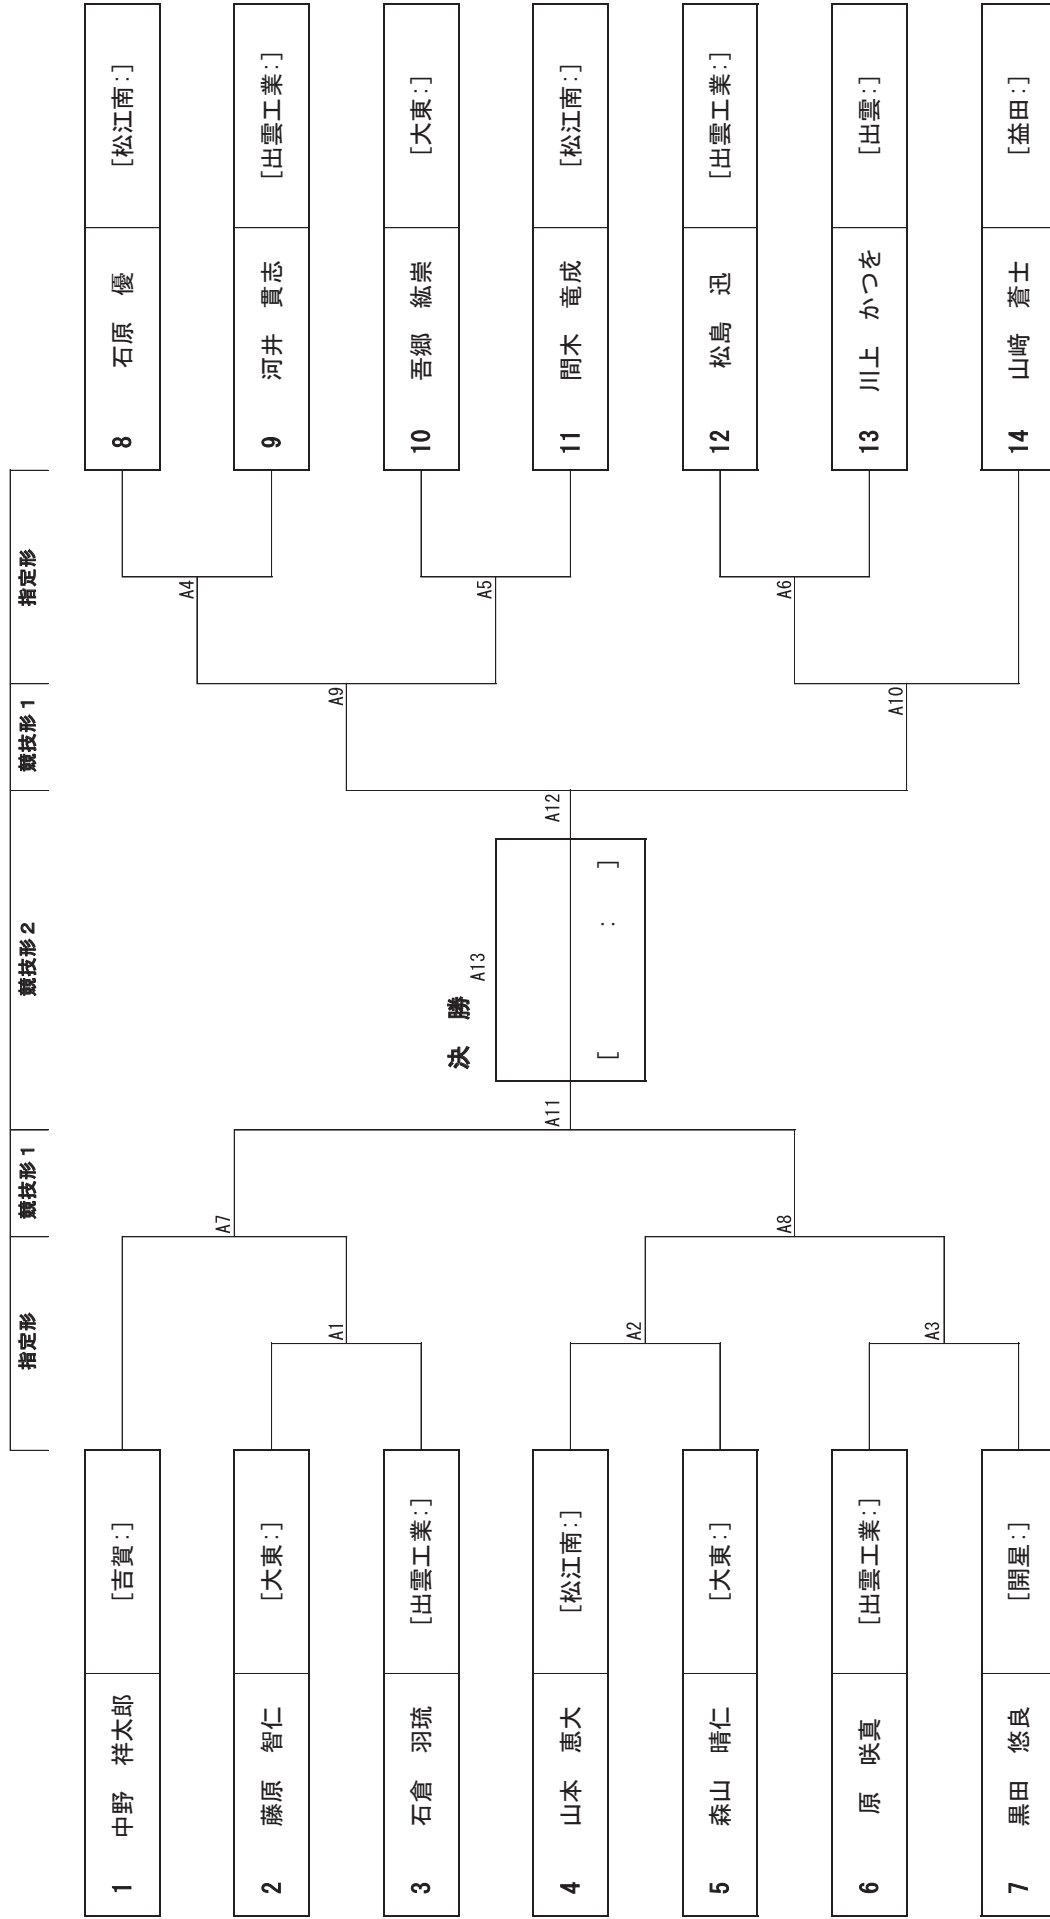 指定形
競技形１
競技形２
競技形１
指定形
1 中野 祥太郎 [吉賀:]
2 藤原 智仁 [大東:]
3 石倉 羽琉 [出雲工業:]
4 山本 恵大 [松江南:]
5 森山 晴仁 [大東:]
6 原 咲真 [出雲工業:]
7 黒田 悠良 [開星:]
A1
A2
A3
A7
A8
A11
決 勝
A13
[ : ]
A12
A9
A10
A4
A5
A6
8 石原 優 [松江南:]
9 河井 貫志 [出雲工業:]
10 吾郷 紘崇 [大東:]
11 間木 竜成 [松江南:]
12 松島 迅 [出雲工業:]
13 川上 かつを [出雲:]
14 山﨑 蒼士 [益田:]